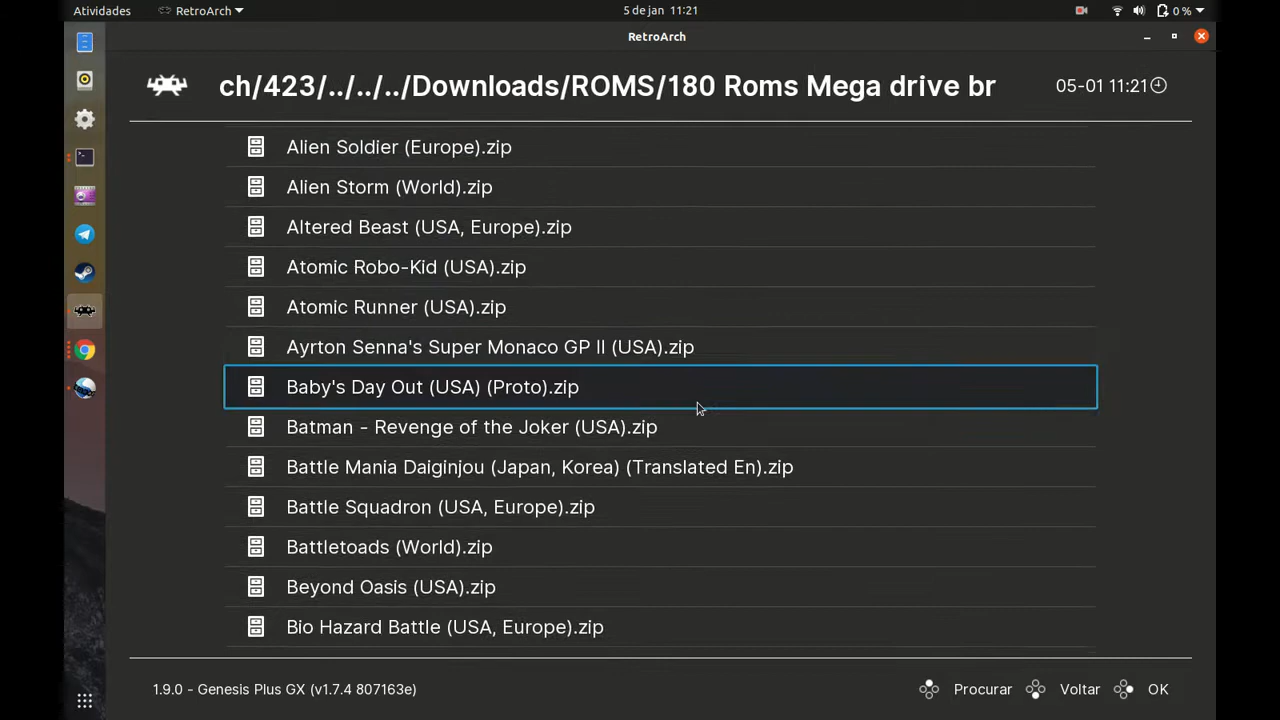 Atividades
RetroArch
5 de jan 11:21
0 %
RetroArch
ch/423/../../../Downloads/ROMS/180 Roms Mega drive br
05-01 11:21
Alien Soldier (Europe).zip
Alien Storm (World).zip
Altered Beast (USA, Europe).zip
Atomic Robo-Kid (USA).zip
Atomic Runner (USA).zip
Ayrton Senna's Super Monaco GP II (USA).zip
Baby's Day Out (USA) (Proto).zip
Batman - Revenge of the Joker (USA).zip
Battle Mania Daiginjou (Japan, Korea) (Translated En).zip
Battle Squadron (USA, Europe).zip
Battletoads (World).zip
Beyond Oasis (USA).zip
Bio Hazard Battle (USA, Europe).zip
1.9.0 - Genesis Plus GX (v1.7.4 807163e)
Procurar
Voltar
OK